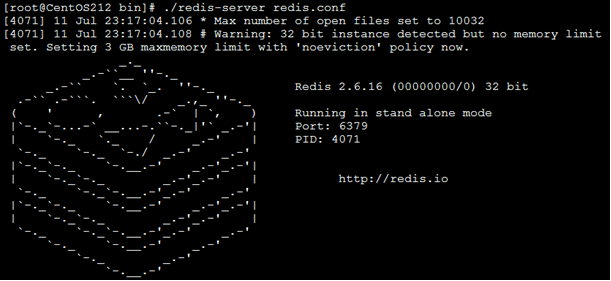 [root@CentOS212 bin]# ./redis-server redis.conf
[4071] 11 Jul 23:17:04.106 * Max number of open files set to 10032
[4071] 11 Jul 23:17:04.108 # Warning: 32 bit instance detected but no memory limit
set. Setting 3 GB maxmemory limit with 'noeviction' policy now.
Redis 2.6.16 (00000000/0) 32 bit
Running in stand alone mode
Port: 6379
PID: 4071
http://redis.io